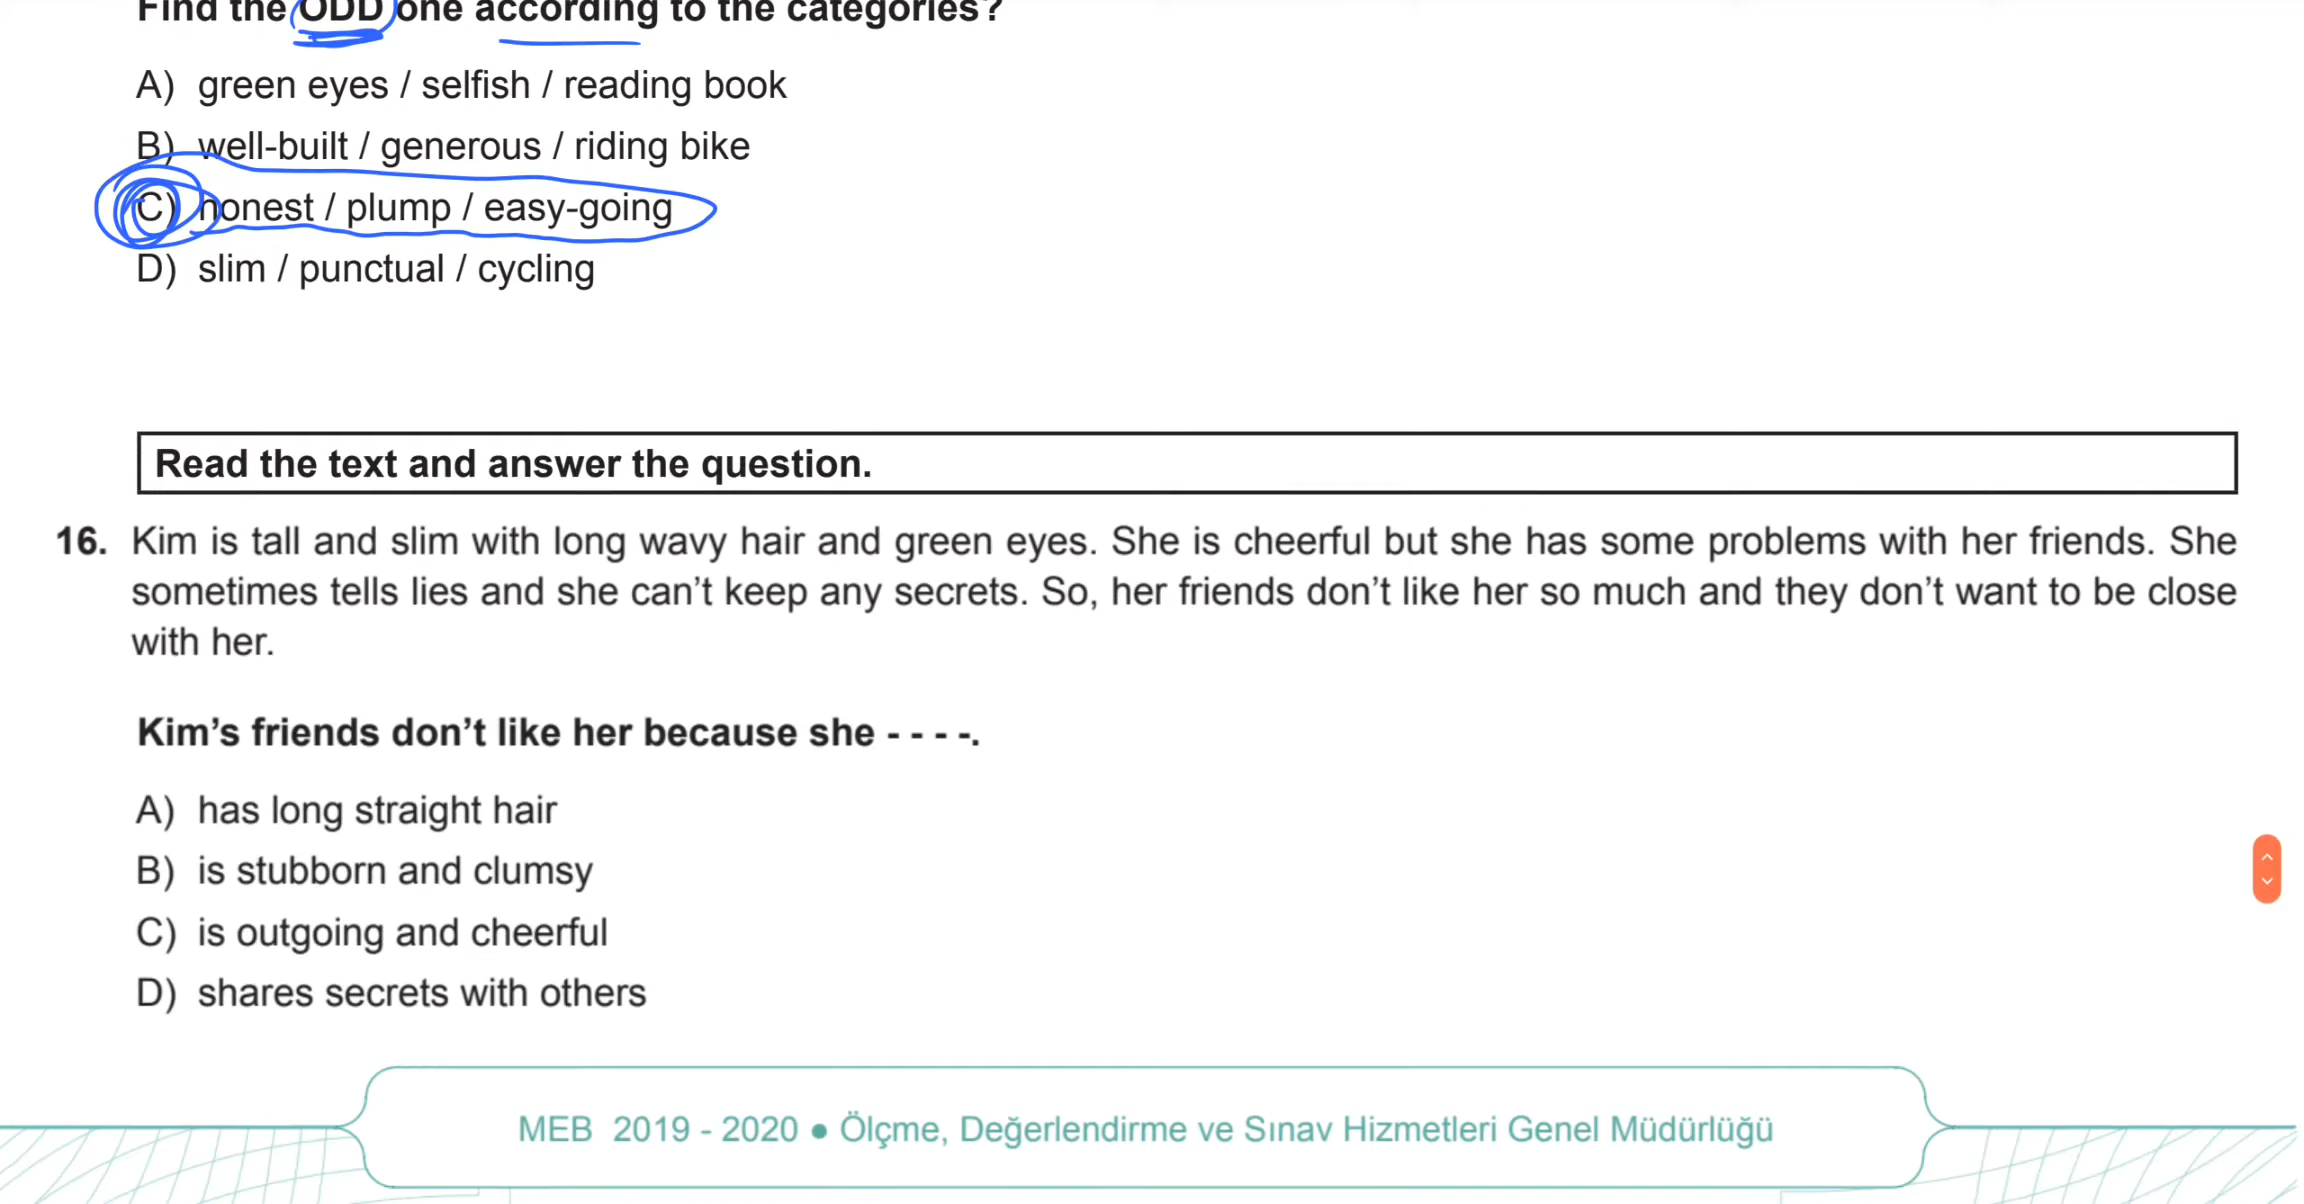 Find the ODD one according to the categories?
A) green eyes / selfish / reading book
B) well-built / generous / riding bike
C) honest / plump / easy-going
D) slim / punctual / cycling
Read the text and answer the question.
16. Kim is tall and slim with long wavy hair and green eyes. She is cheerful but she has some problems with her friends. She
sometimes tells lies and she can’t keep any secrets. So, her friends don’t like her so much and they don’t want to be close
with her.
Kim’s friends don’t like her because she - - - -.
A) has long straight hair
B) is stubborn and clumsy
C) is outgoing and cheerful
D) shares secrets with others
MEB 2019 - 2020 ● Ölçme, Değerlendirme ve Sınav Hizmetleri Genel Müdürlüğü